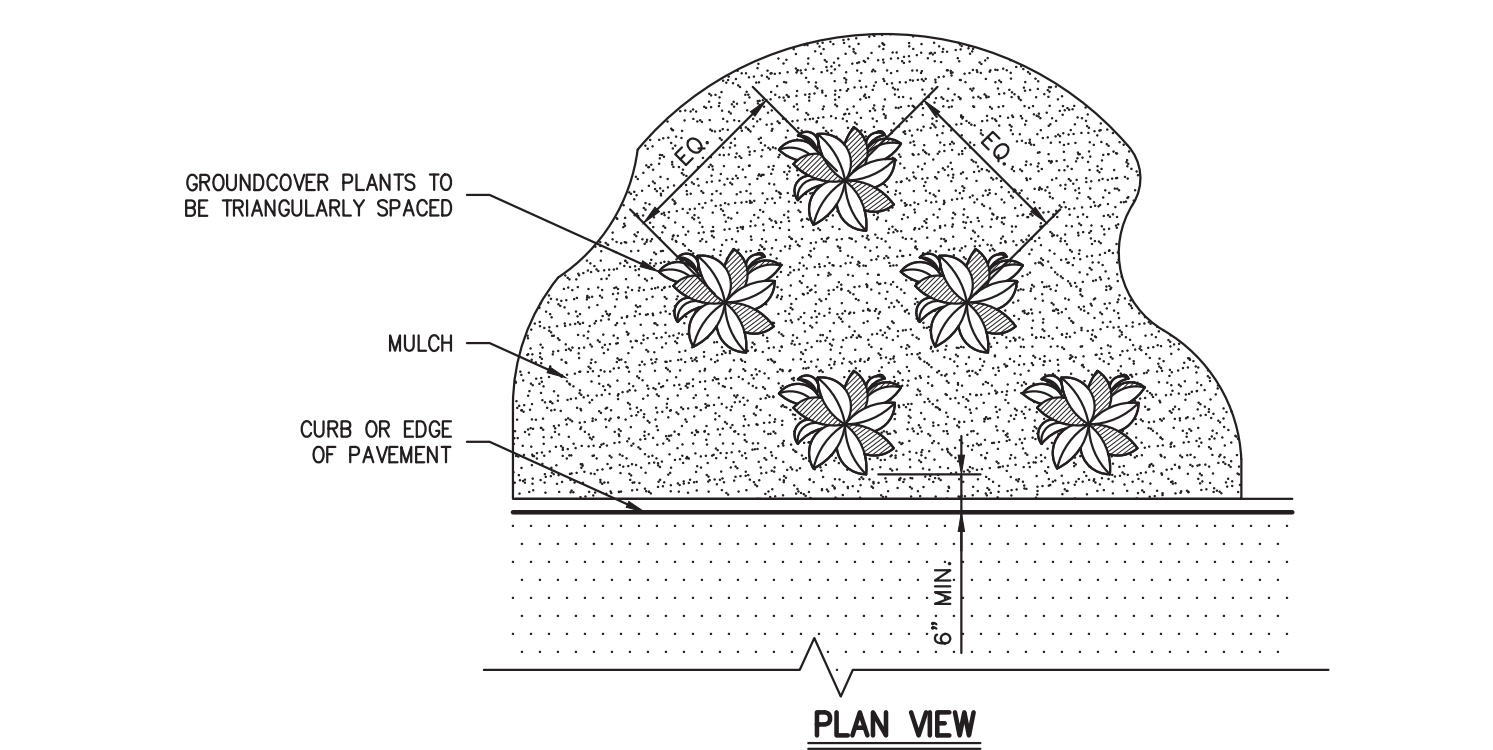 EQ.
EQ.
GROUNDCOVER PLANTS TO
BE TRIANGULARLY SPACED
MULCH
CURB OR EDGE
OF PAVEMENT
6" MIN.
PLAN VIEW